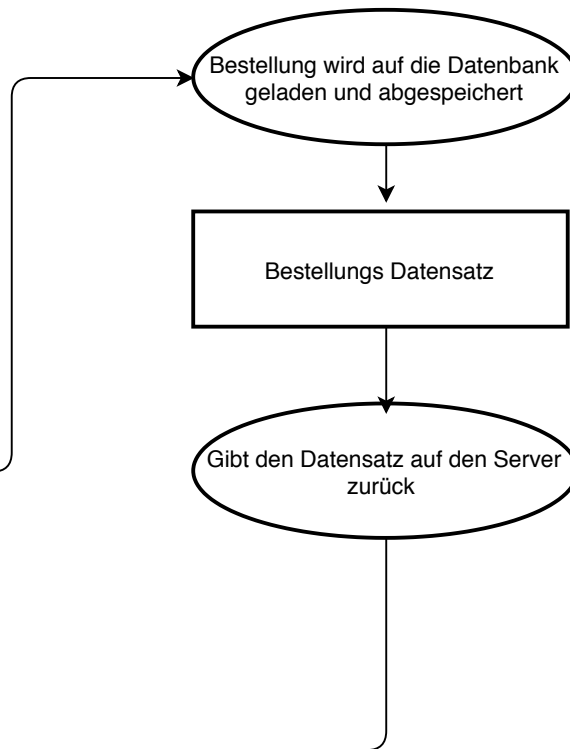 Bestellung wird auf die Datenbank
geladen und abgespeichert
Bestellungs Datensatz
Gibt den Datensatz auf den Server
zurück